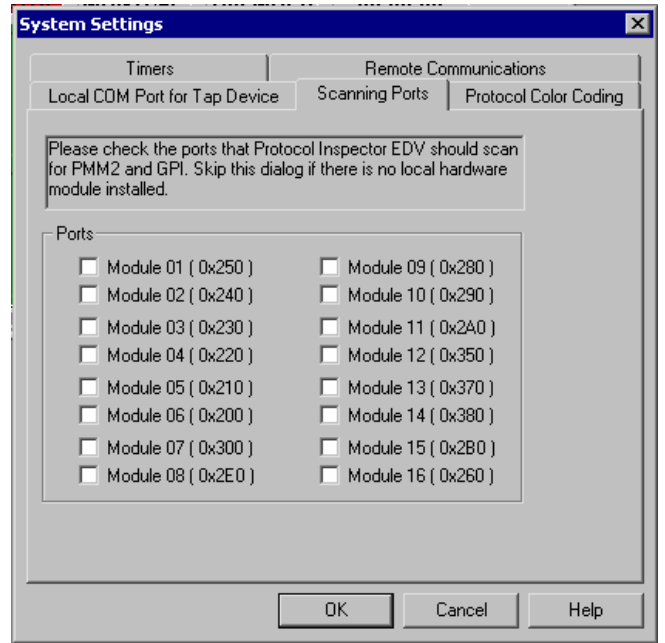 System Settings
Timers
Remote Communications
Local COM Port for Tap Device
Scanning Ports
Protocol Color Coding
Please check the ports that Protocol Inspector EDV should scan
for PMM2 and GPI. Skip this dialog if there is no local hardware
module installed.
Ports
Module 01 ( 0x250 )
Module 02 ( 0x240 )
Module 03 ( 0x230 )
Module 04 ( 0x220 )
Module 05 ( 0x210 )
Module 06 ( 0x200 )
Module 07 ( 0x300 )
Module 08 ( 0x2E0 )
Module 09 ( 0x280 )
Module 10 ( 0x290 )
Module 11 ( 0x2A0 )
Module 12 ( 0x350 )
Module 13 ( 0x370 )
Module 14 ( 0x380 )
Module 15 ( 0x2B0 )
Module 16 ( 0x260 )
OK
Cancel
Help